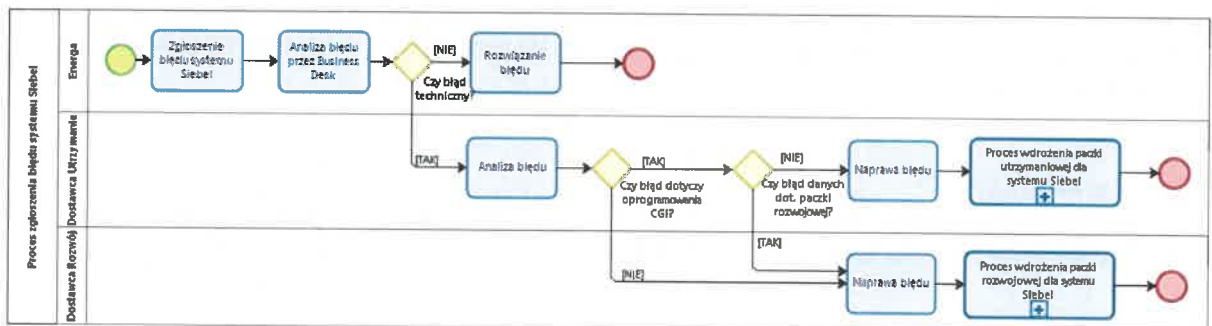 Proces zgłoszenia błędu systemu Siebel
Energa
Zgłoszenie
błędu systemu
Siebel
Analiza błędu
przez Business
Desk
[NIE]
Czy błąd
techniczny?
Rozwiązanie
błędu
Dostawca Utrzymanie
[TAK]
Analiza błędu
[TAK]
Czy błąd dotyczy
oprogramowania
CGI?
[NIE]
Czy błąd danych
dot. paczki
rozwojowej?
Naprawa błędu
Proces wdrożenia paczki
utrzymaniowej dla
systemu Siebel
Dostawca Rozwój
[NIE]
[TAK]
Naprawa błędu
Proces wdrożenia paczki
rozwojowej dla sytemu
Siebel